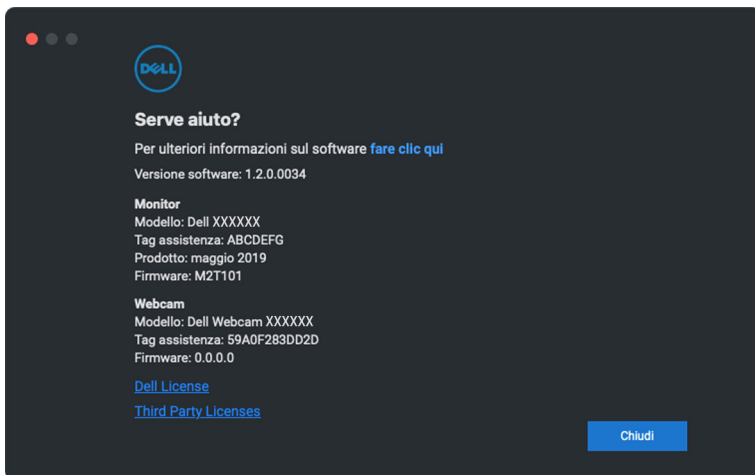 DELL
Serve aiuto?
Per ulteriori informazioni sul software fare clic qui
Versione software: 1.2.0.0034
Monitor
Modello: Dell XXXXXX
Tag assistenza: ABCDEFG
Prodotto: maggio 2019
Firmware: M2T101
Webcam
Modello: Dell Webcam XXXXXX
Tag assistenza: 59A0F283DD2D
Firmware: 0.0.0.0
Dell License
Third Party Licenses
Chiudi